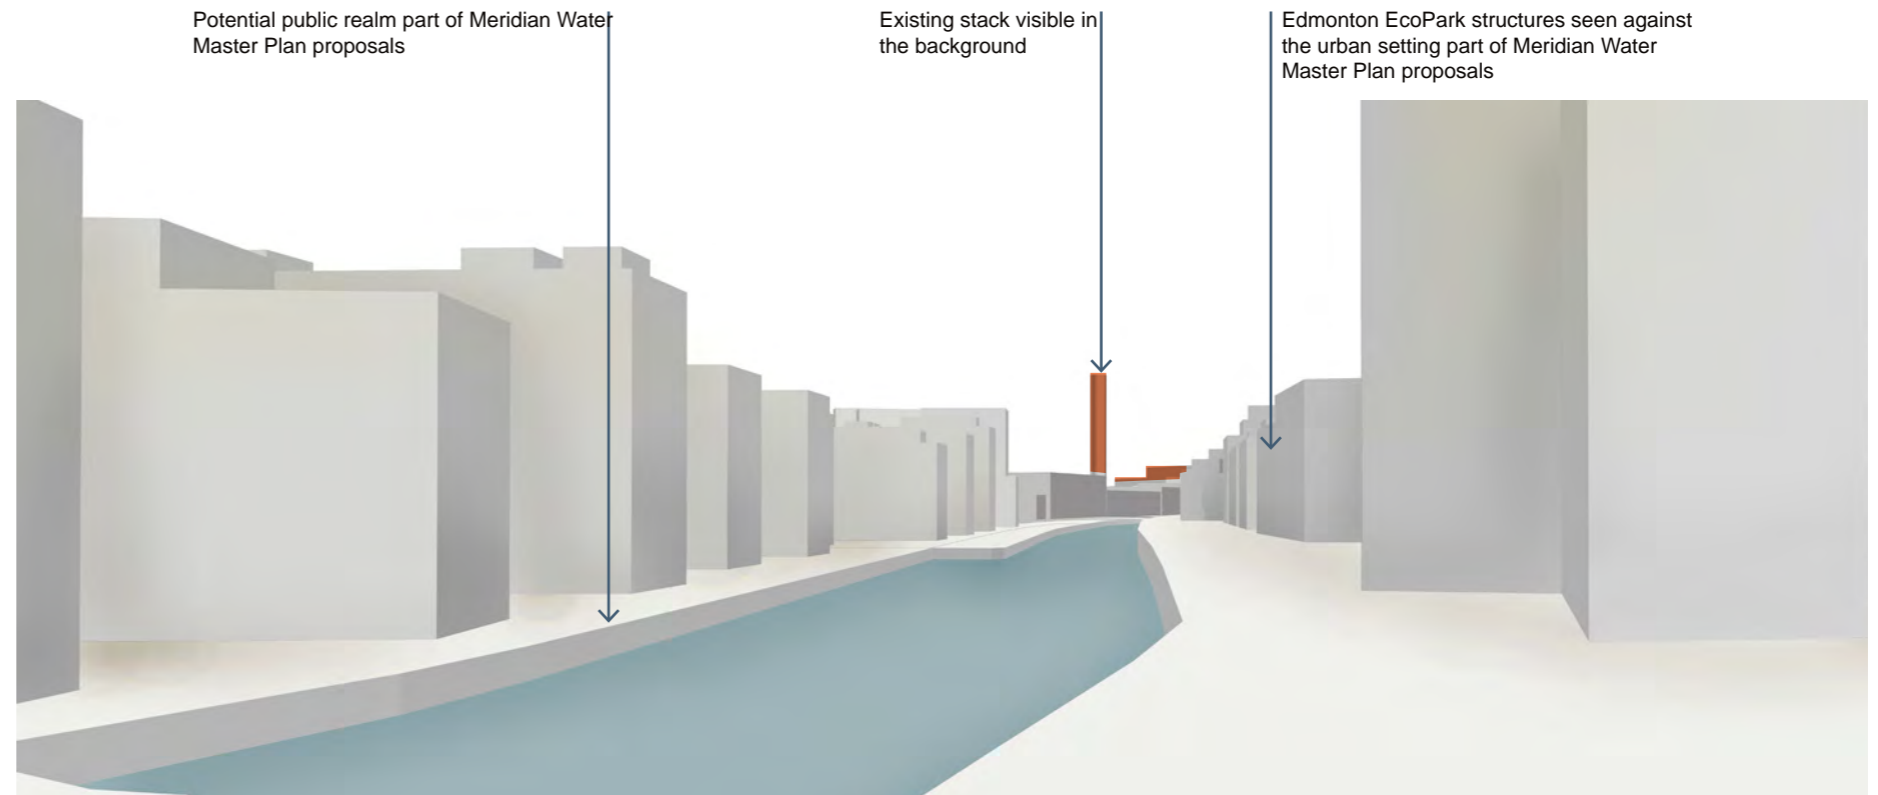 Potential public realm part of Meridian Water
Master Plan proposals
Existing stack visible in
the background
Edmonton EcoPark structures seen against
the urban setting part of Meridian Water
Master Plan proposals